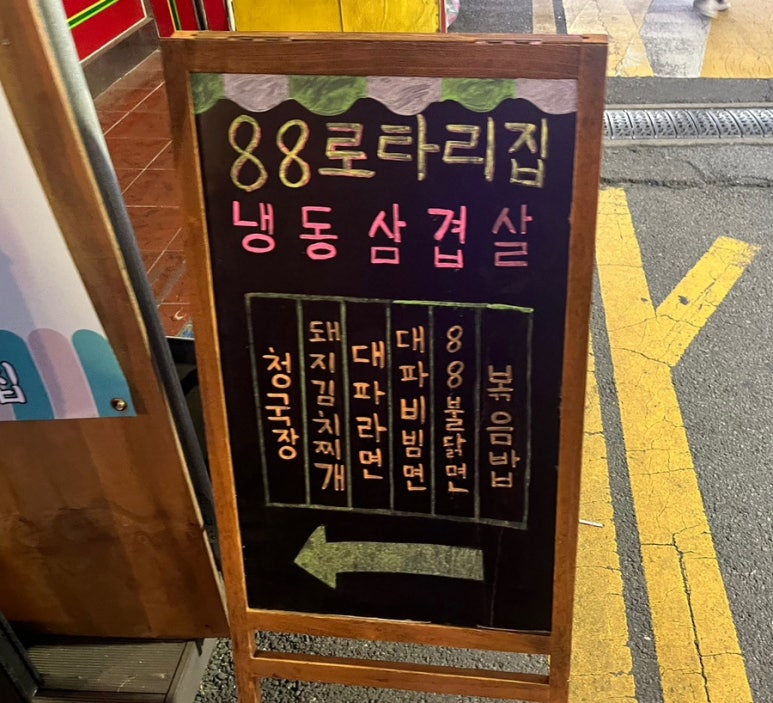 88로타리집
냉동삼겹살
청국장
돼지김치찌개
대파라면
대파비빔면
88불닭면
볶음밥